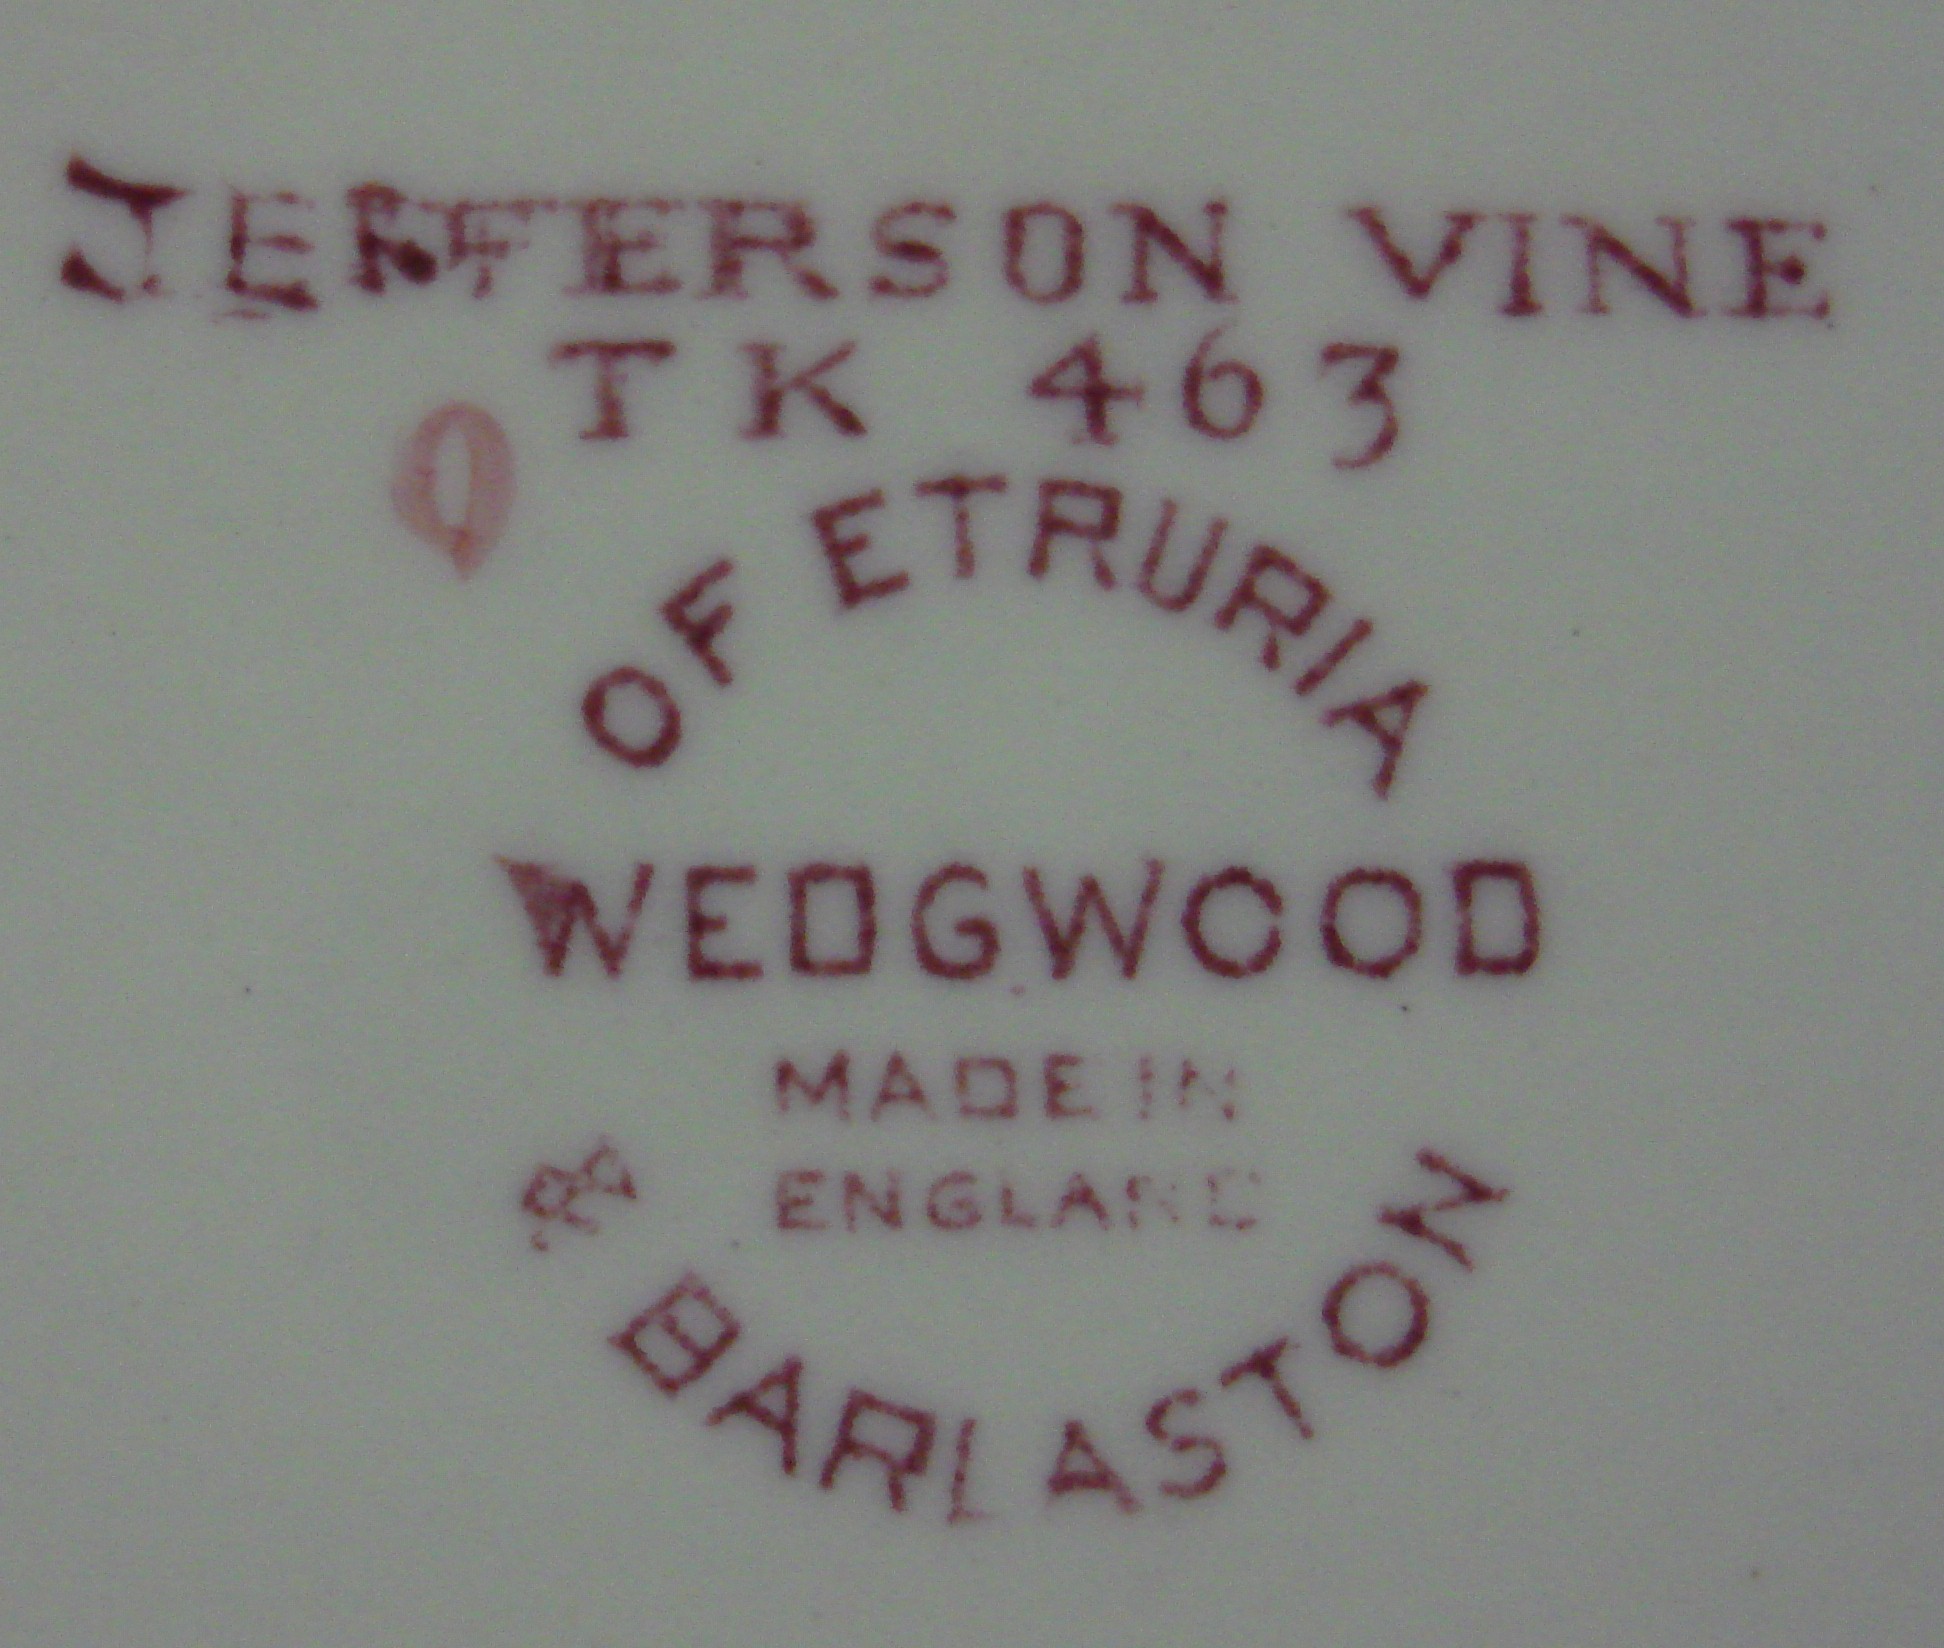 JEFFERSON VINE
TK 463
OF ETRURIA
WEDGWOOD
MADE IN
ENGLAND
& BARLASTON